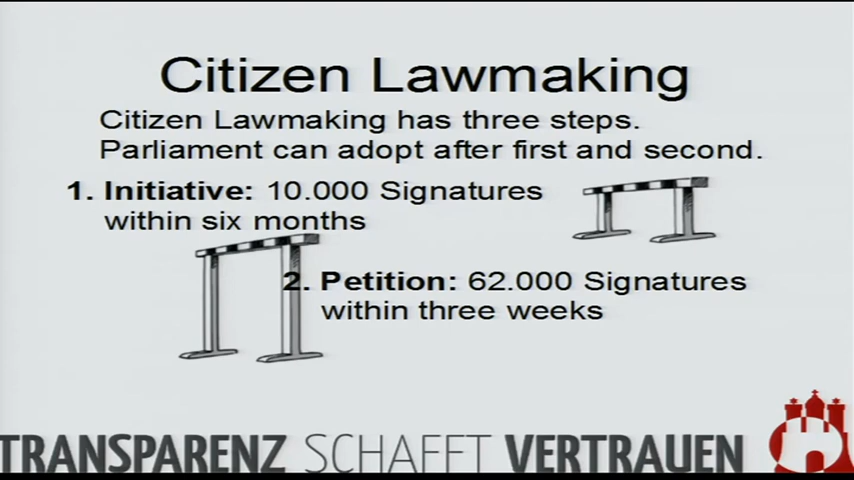 Citizen Lawmaking
Citizen Lawmaking has three steps.
Parliament can adopt after first and second.
1. Initiative: 10.000 Signatures
within six months
2. Petition: 62.000 Signatures
within three weeks
TRANSPARENZ SCHAFFT VERTRAUEN